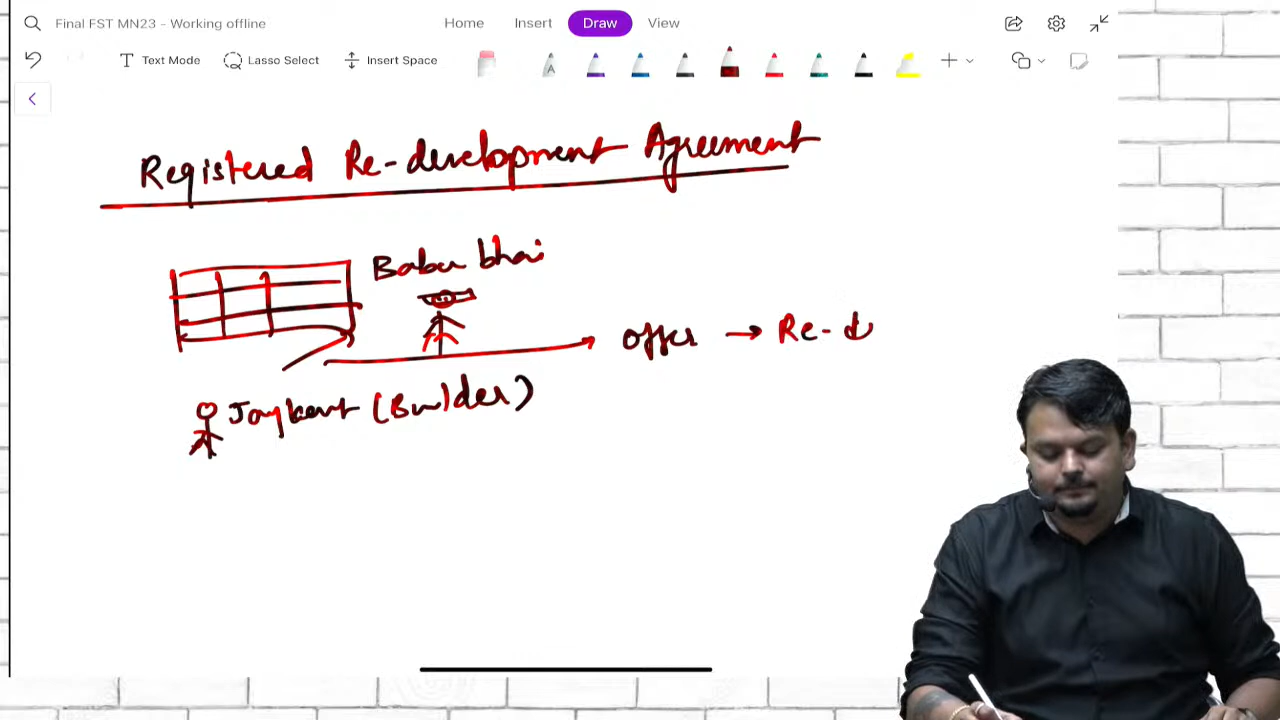 Final FST MN23 - Working offline
Home Insert Draw View
Text Mode Lasso Select Insert Space
Registered Re-development Agreement
Babu bhai
offer → Re-d
Jaykant (Builder)